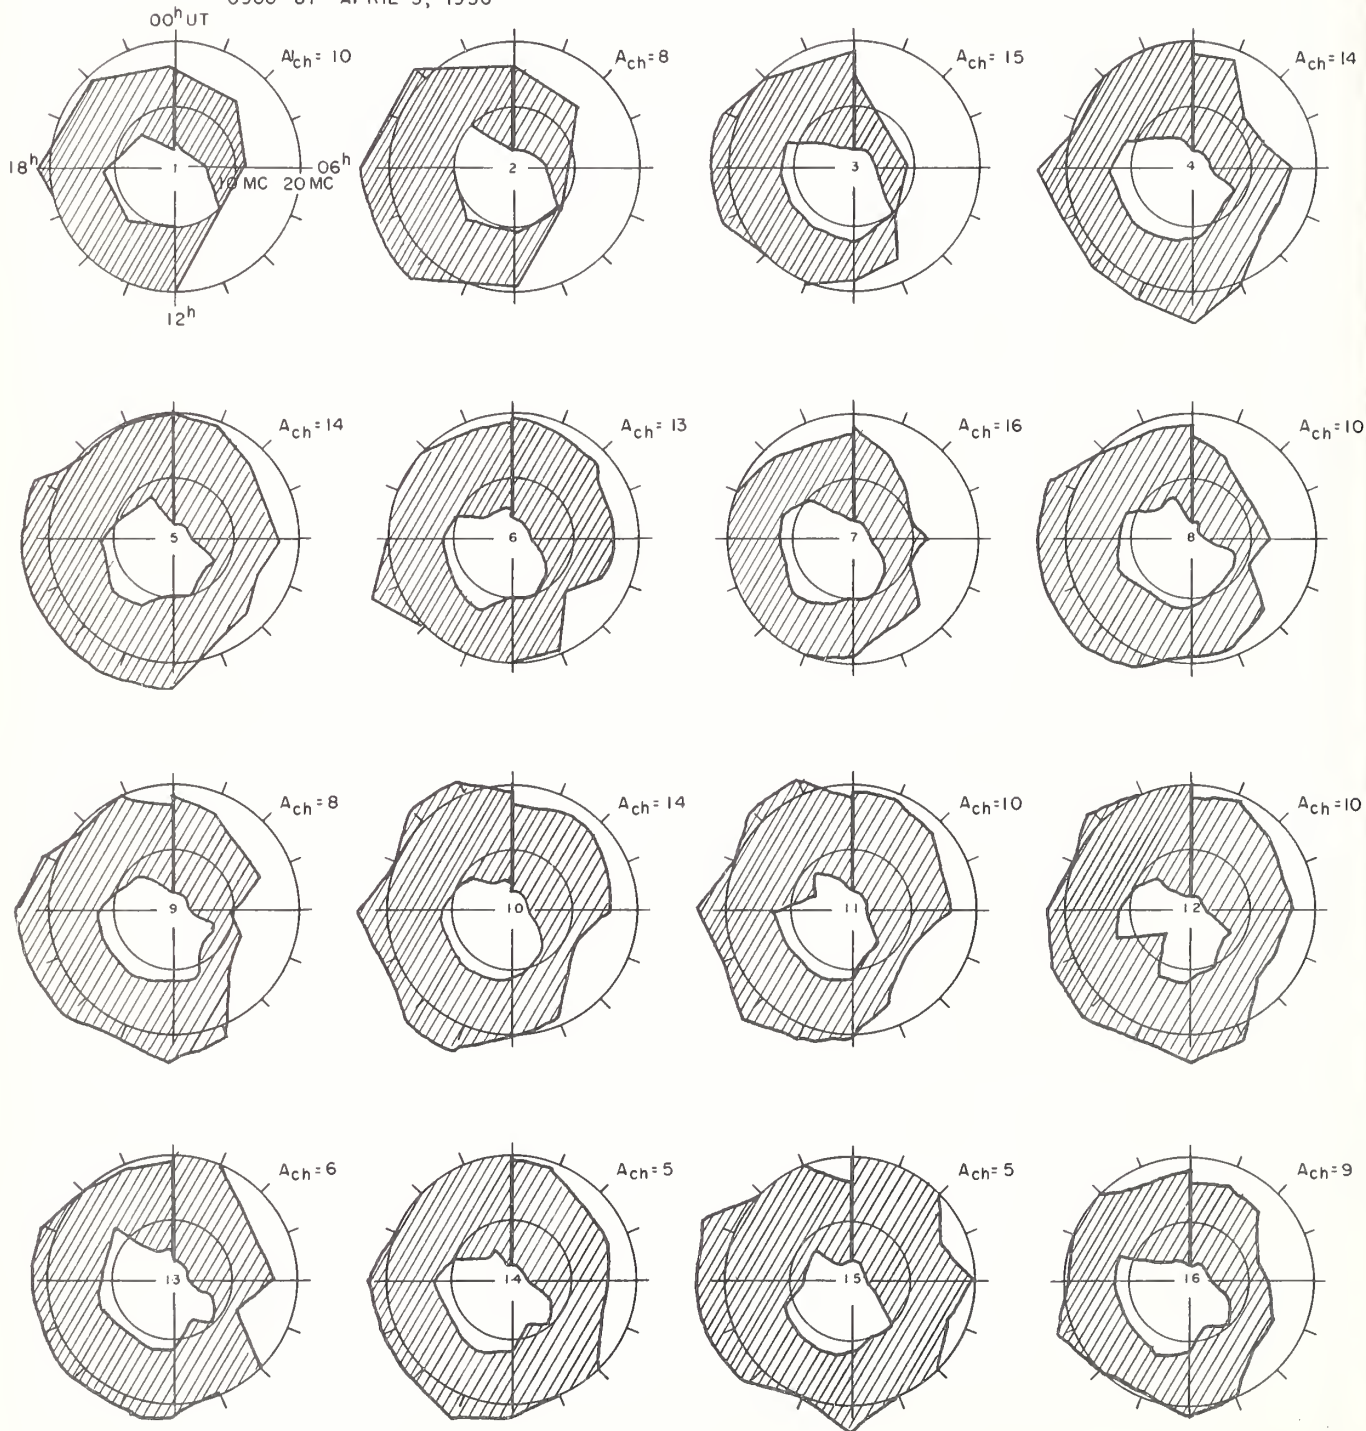 00ʰ UT
Ach = 10
Ach = 8
Ach = 15
Ach = 14
18ʰ 1 06ʰ 2 3 4
10 MC 20 MC
12ʰ
Ach = 14
Ach = 13
Ach = 16
Ach = 10
5 6 7 8
Ach = 8
Ach = 14
Ach = 10
Ach = 10
9 10 11 12
Ach = 6
Ach = 5
Ach = 5
Ach = 9
13 14 15 16